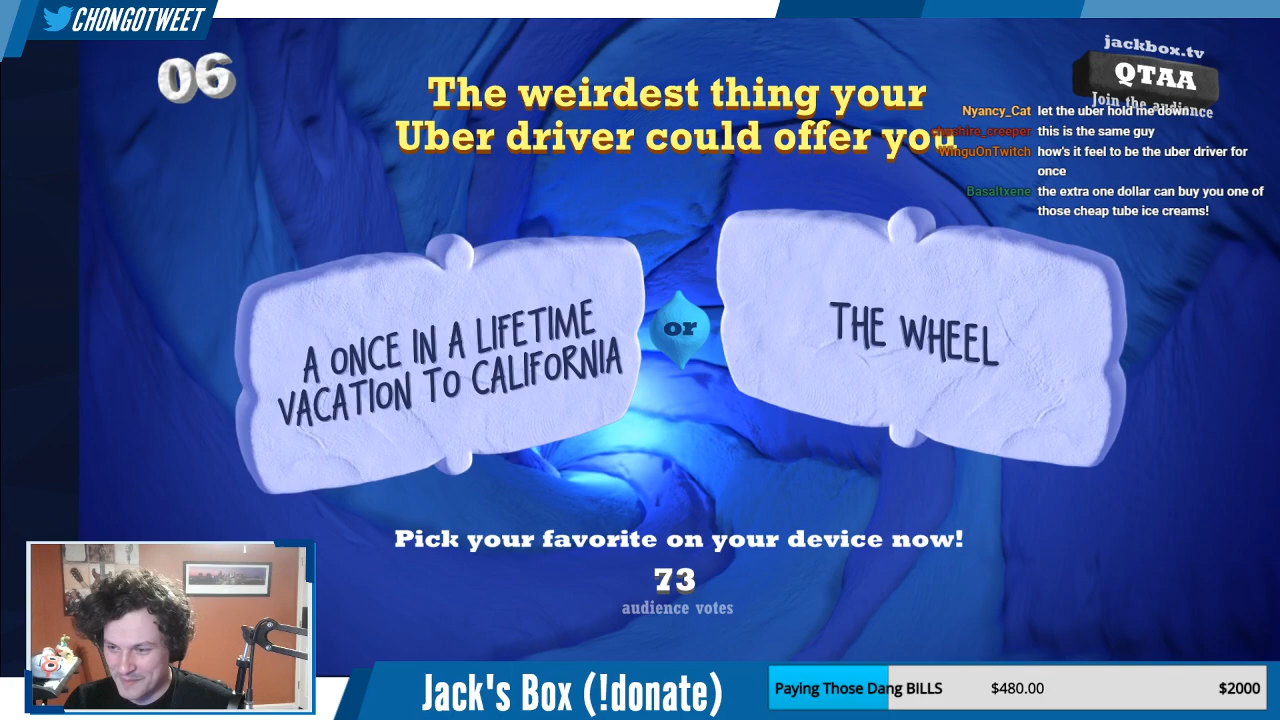 CHONGOTWEET
06
The weirdest thing your
Uber driver could offer you
jackbox.tv
QTAA
Join the audience
Nyancy_Cat let the uber hold me down
cheshire_creeper this is the same guy
WinguOnTwitch how's it feel to be the uber driver for
once
Basaltxene the extra one dollar can buy you one of
those cheap tube ice creams!
A ONCE IN A LIFETIME
VACATION TO CALIFORNIA
or
THE WHEEL
Pick your favorite on your device now!
73
audience votes
Jack's Box (!donate)
Paying Those Dang BILLS $480.00 $2000